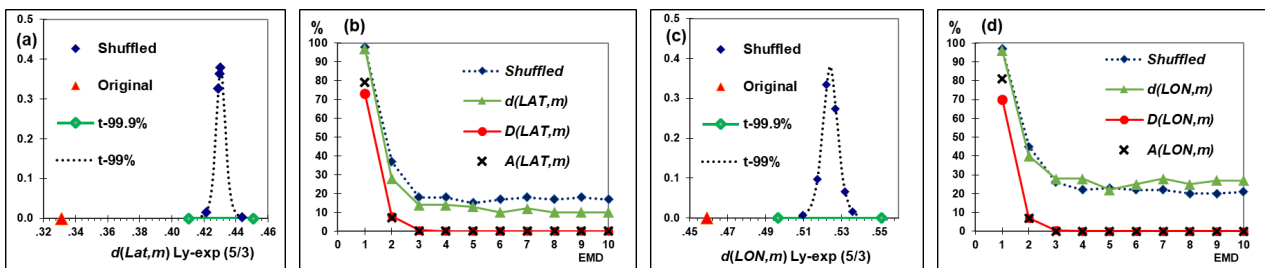 (a)
0.5
0.4
0.3
0.2
0.1
0.0
Shuffled
Original
t-99.9%
t-99%
.32 .34 .36 .38 .40 .42 .44 .46
d(Lat,m) Ly-exp (5/3)
%
(b)
100
90
80
70
60
50
40
30
20
10
0
Shuffled
d(LAT,m)
D(LAT,m)
A(LAT,m)
0 1 2 3 4 5 6 7 8 9 10
EMD
(c)
0.5
0.4
0.3
0.2
0.1
0.0
Shuffled
Original
t-99.9%
t-99%
.45 .47 .49 .51 .53 .55
d(LON,m) Ly-exp (5/3)
%
(d)
100
90
80
70
60
50
40
30
20
10
0
Shuffled
d(LON,m)
D(LON,m)
A(LON,m)
0 1 2 3 4 5 6 7 8 9 10
EMD